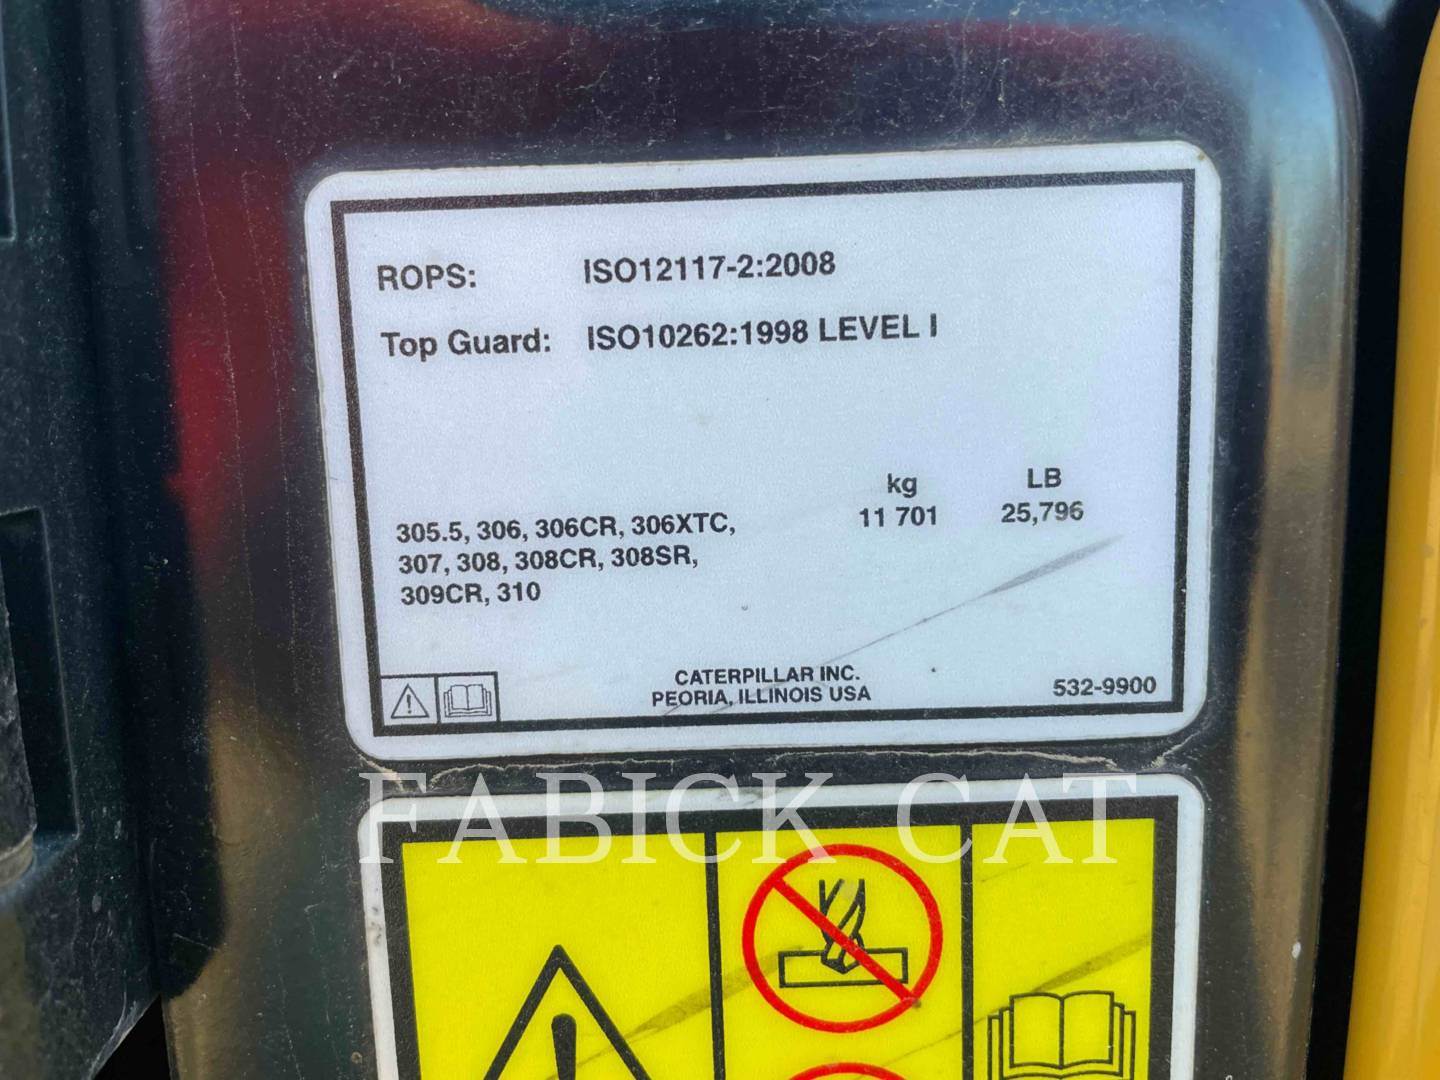 ROPS: ISO12117-2:2008
Top Guard: ISO10262:1998 LEVEL I
kg LB
305.5, 306, 306CR, 306XTC, 11 701 25,796
307, 308, 308CR, 308SR,
309CR, 310
CATERPILLAR INC.
PEORIA, ILLINOIS USA
532-9900
FABICK CAT